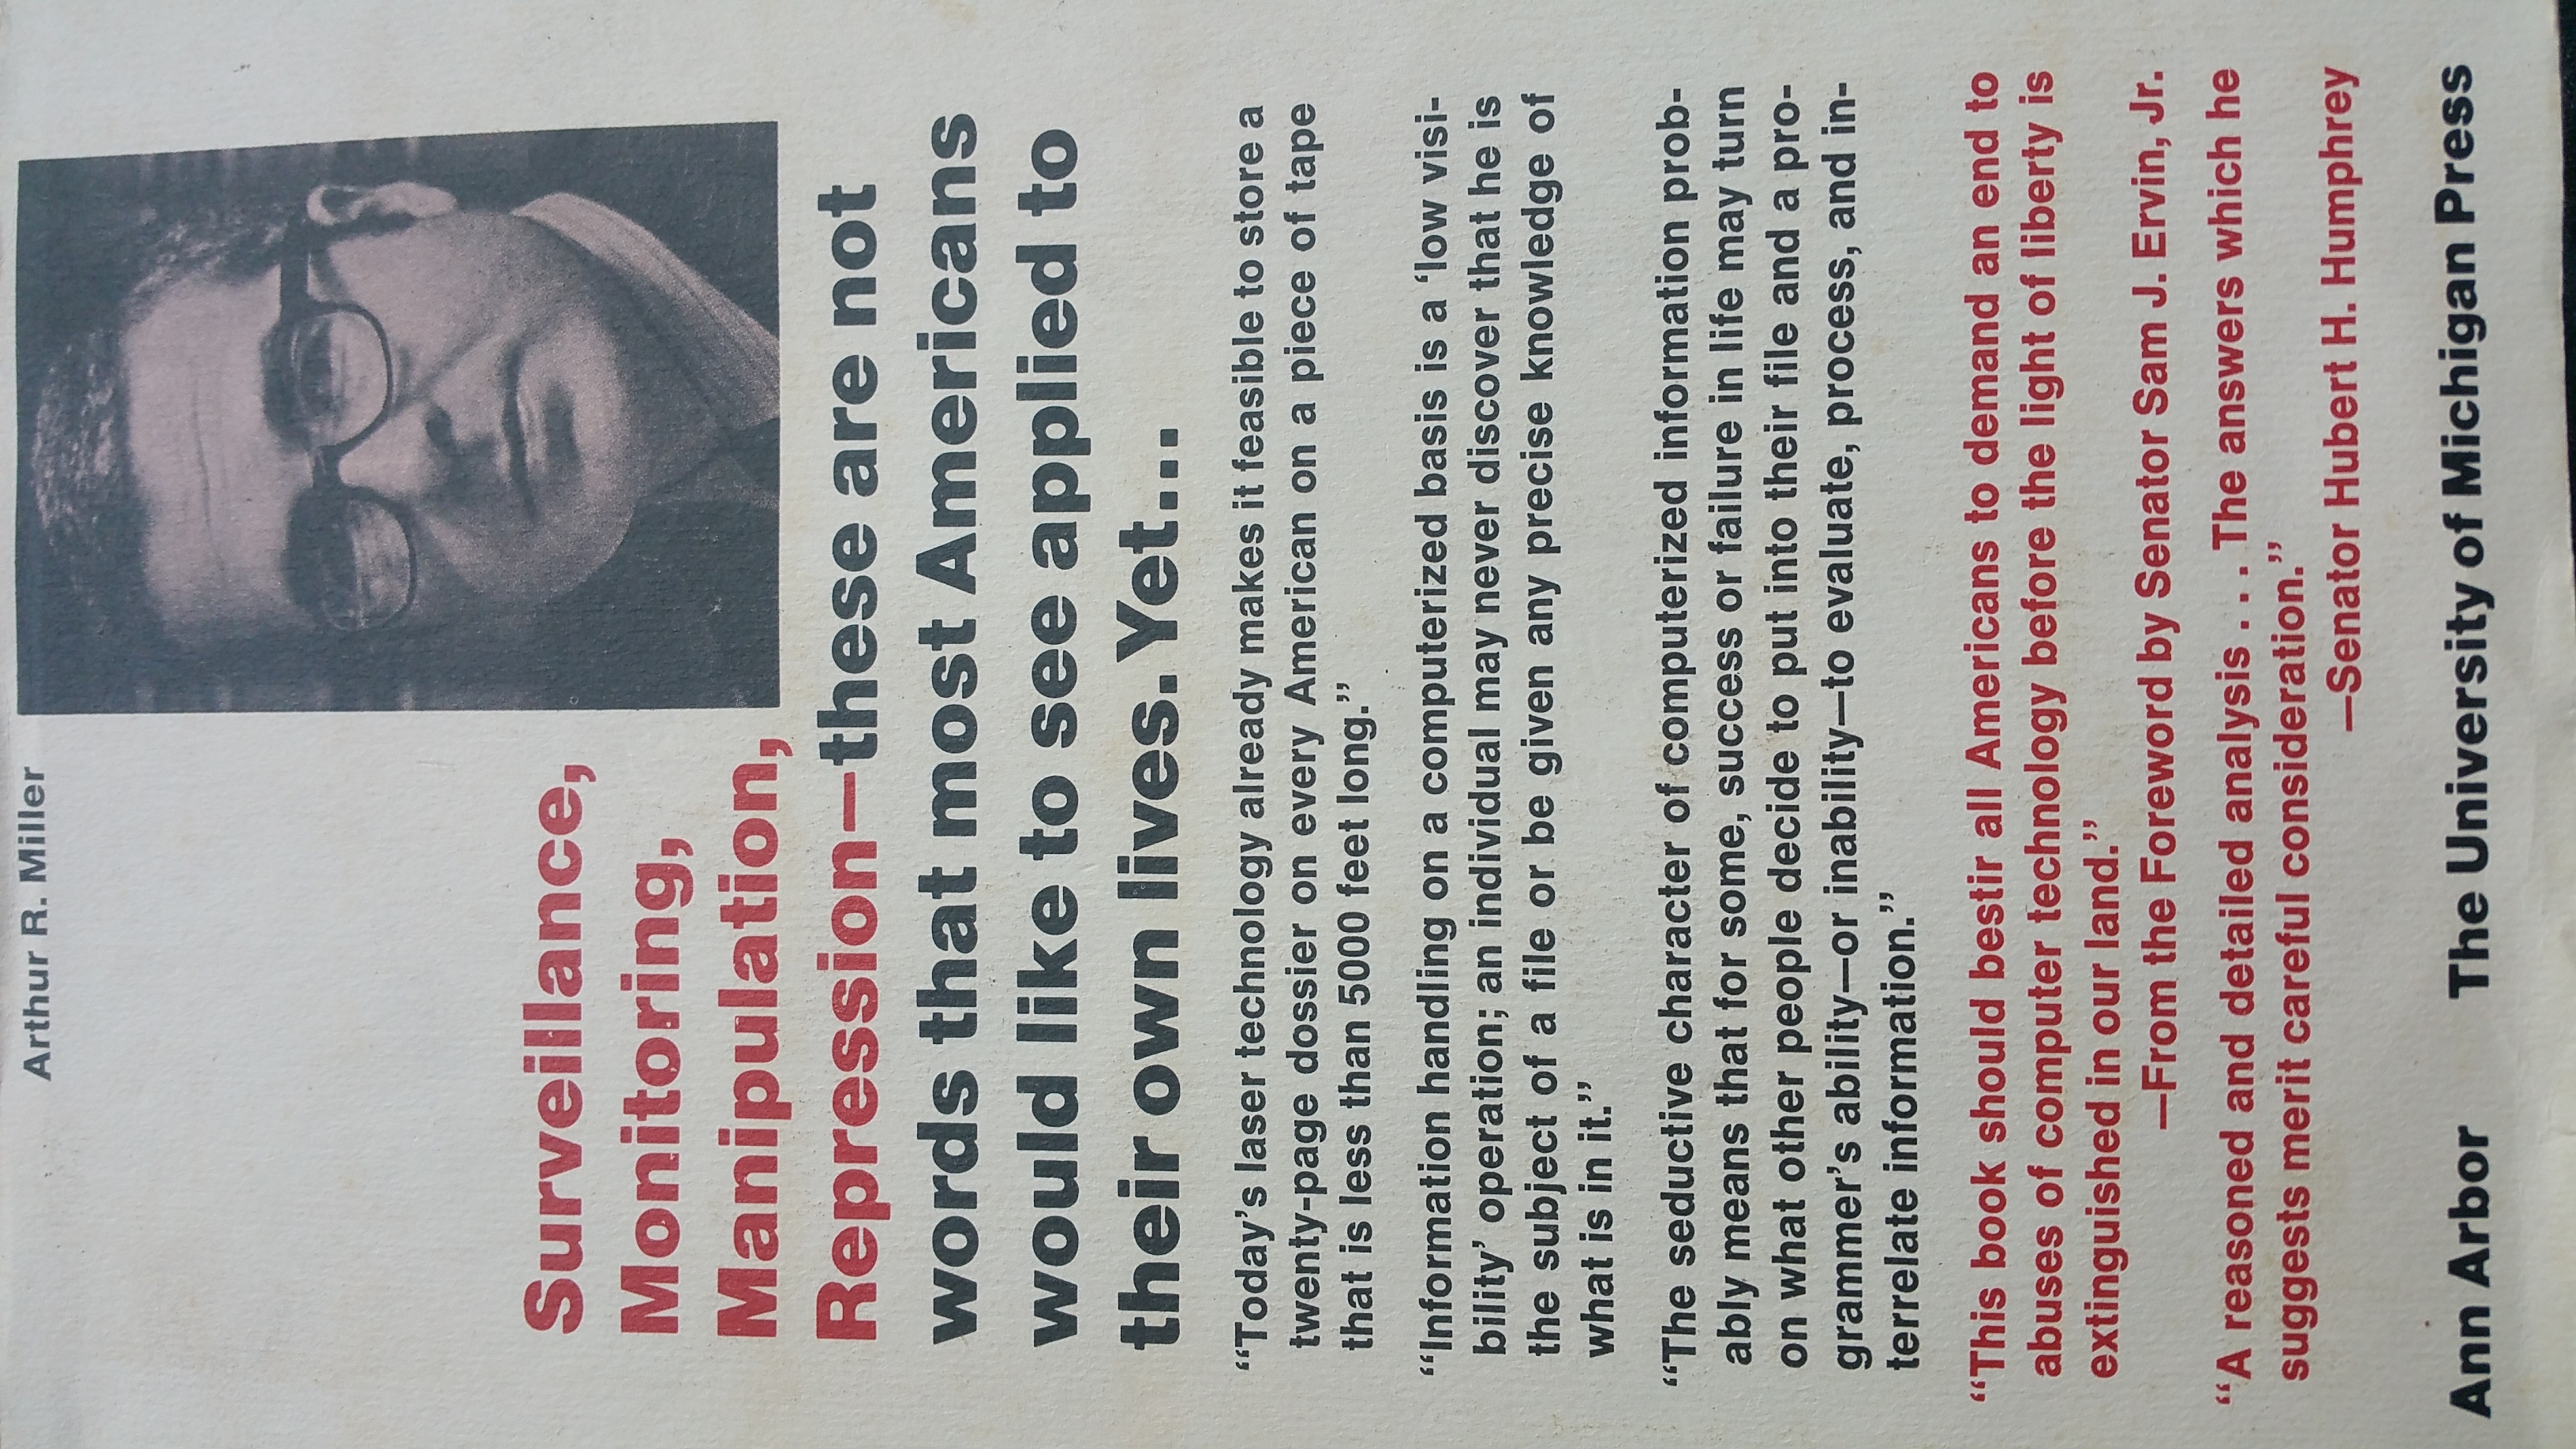 Arthur R. Miller
Surveillance,
Monitoring,
Manipulation,
Repression—these are not
words that most Americans
would like to see applied to
their own lives. Yet...
“Today’s laser technology already makes it feasible to store a
twenty-page dossier on every American on a piece of tape
that is less than 5000 feet long.”
“Information handling on a computerized basis is a ‘low visi-
bility’ operation; an individual may never discover that he is
the subject of a file or be given any precise knowledge of
what is in it.”
“The seductive character of computerized information prob-
ably means that for some, success or failure in life may turn
on what other people decide to put into their file and a pro-
grammer’s ability—or inability—to evaluate, process, and in-
terrelate information.”
“This book should bestir all Americans to demand an end to
abuses of computer technology before the light of liberty is
extinguished in our land.”
—From the Foreword by Senator Sam J. Ervin, Jr.
“A reasoned and detailed analysis . . . The answers which he
suggests merit careful consideration.”
—Senator Hubert H. Humphrey
Ann Arbor The University of Michigan Press